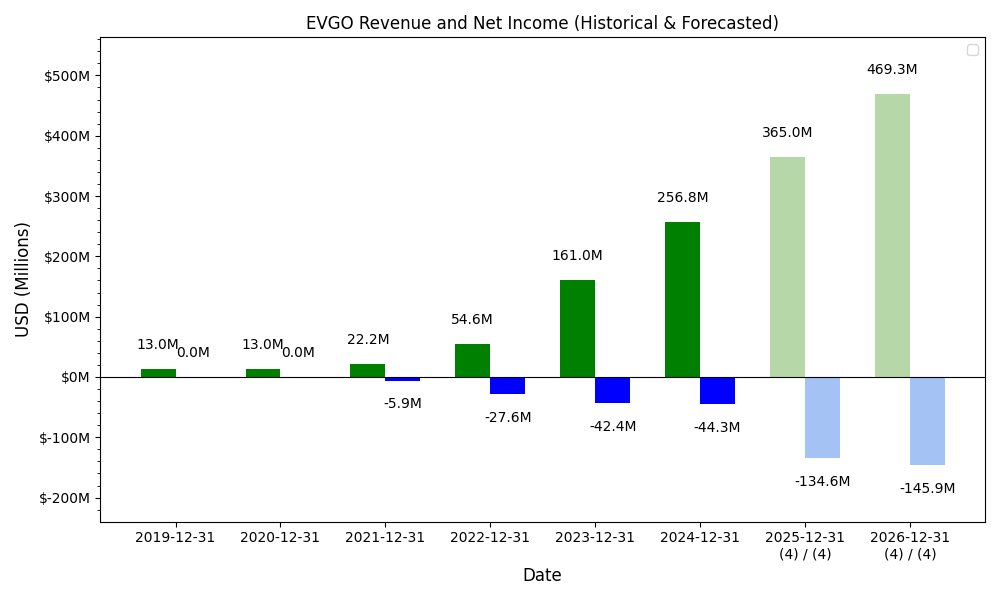 EVGO Revenue and Net Income (Historical & Forecasted)
USD (Millions)
$500M
$400M
$300M
$200M
$100M
$0M
$-100M
$-200M
13.0M
0.0M
13.0M
0.0M
22.2M
-5.9M
54.6M
-27.6M
161.0M
-42.4M
256.8M
-44.3M
365.0M
-134.6M
469.3M
-145.9M
2019-12-31
2020-12-31
2021-12-31
2022-12-31
2023-12-31
2024-12-31
2025-12-31
(4) / (4)
2026-12-31
(4) / (4)
Date